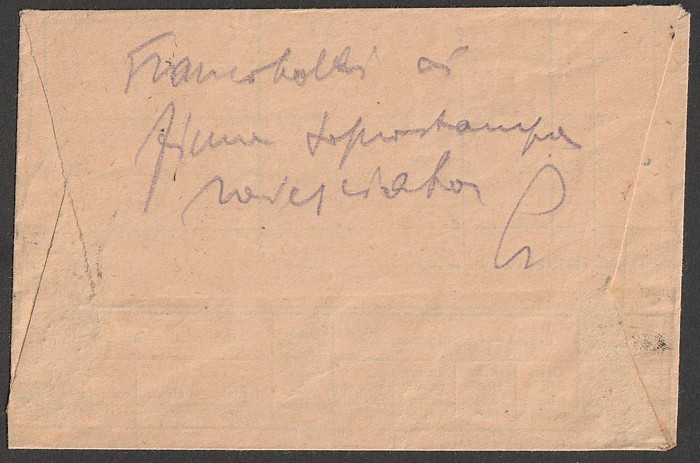 Francobolli di
Fiume soprastampa
rovesciata